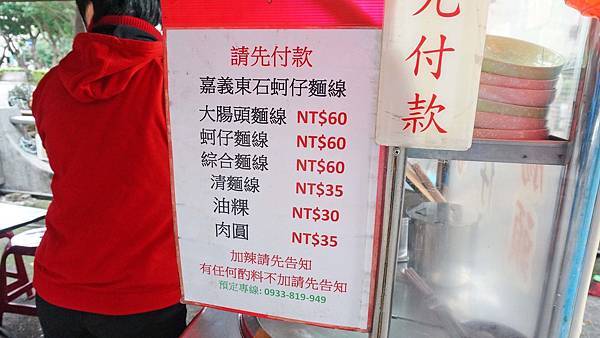 請先付款
嘉義東石蚵仔麵線
大腸頭麵線 NT$60
蚵仔麵線 NT$60
綜合麵線 NT$60
清麵線 NT$35
油粿 NT$30
肉圓 NT$35
加辣請先告知
有任何酌料不加請先告知
預定專線: 0933-819-949
先付款